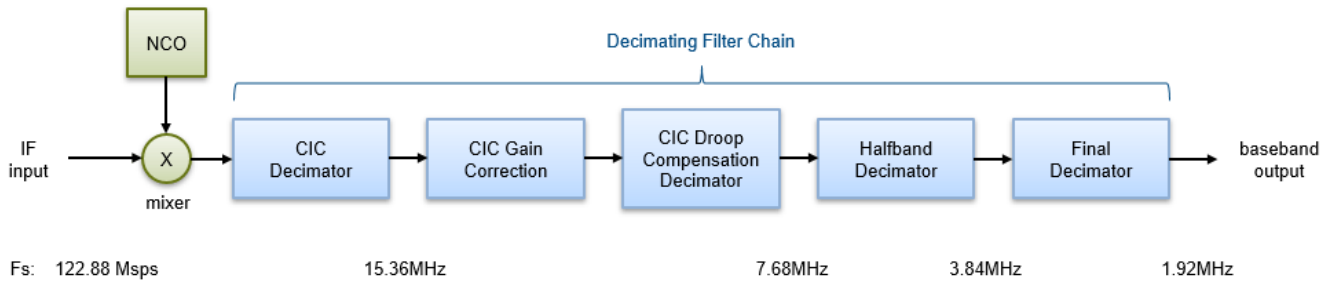 Decimating Filter Chain
NCO
IF
input
X
mixer
CIC
Decimator
CIC Gain
Correction
CIC Droop
Compensation
Decimator
Halfband
Decimator
Final
Decimator
baseband
output
Fs: 122.88 Msps 15.36MHz 7.68MHz 3.84MHz 1.92MHz